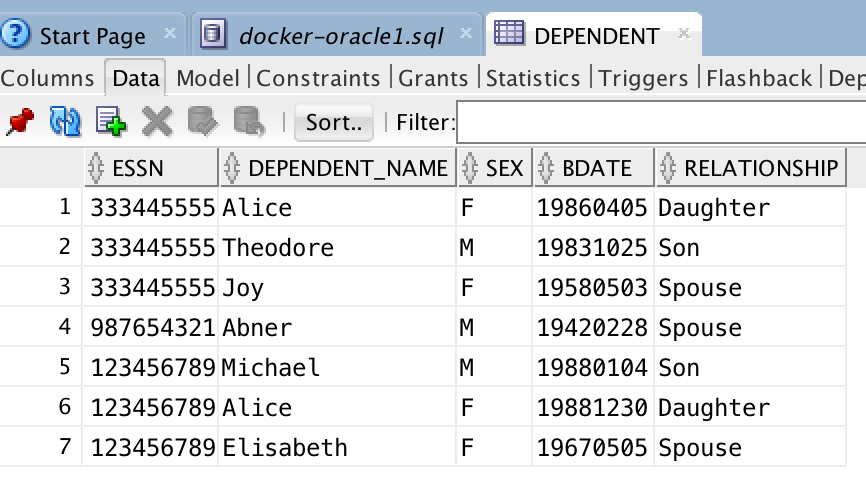 Start Page docker-oracle1.sql DEPENDENT
Columns Data Model Constraints Grants Statistics Triggers Flashback Dep
Sort.. Filter:
ESSN DEPENDENT_NAME SEX BDATE RELATIONSHIP
1 333445555 Alice F 19860405 Daughter
2 333445555 Theodore M 19831025 Son
3 333445555 Joy F 19580503 Spouse
4 987654321 Abner M 19420228 Spouse
5 123456789 Michael M 19880104 Son
6 123456789 Alice F 19881230 Daughter
7 123456789 Elisabeth F 19670505 Spouse